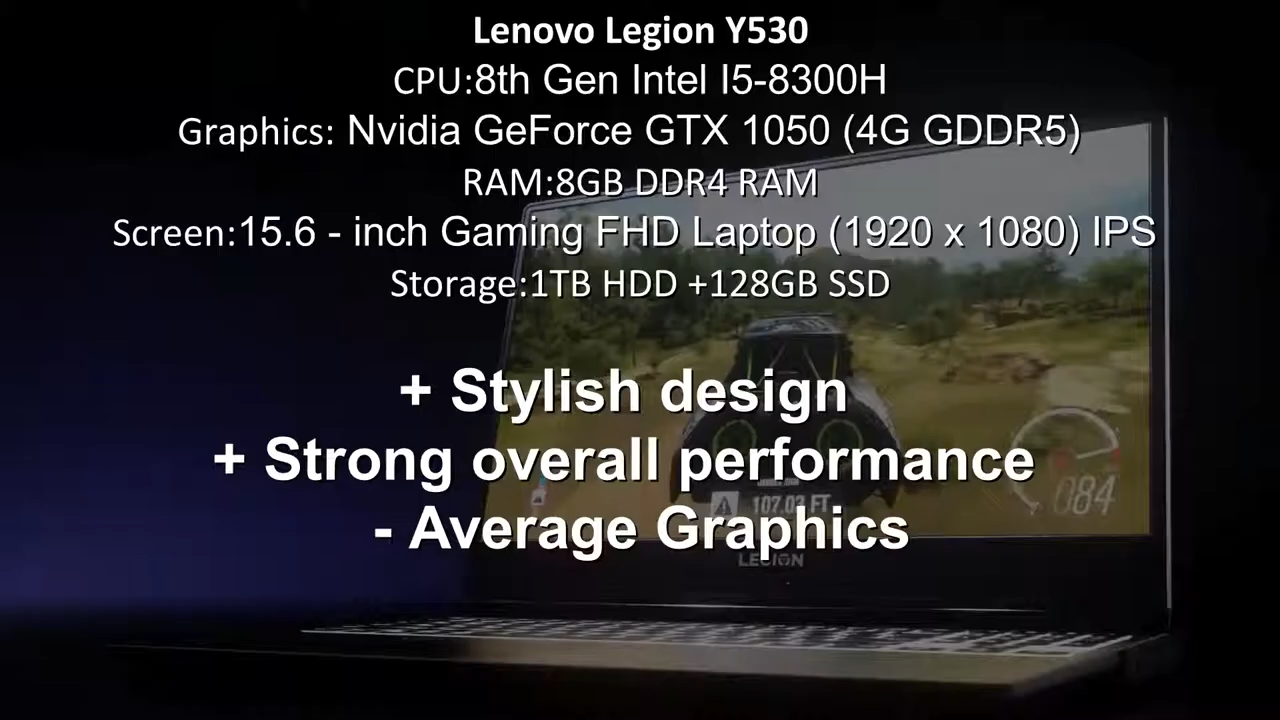 Lenovo Legion Y530
CPU:8th Gen Intel I5-8300H
Graphics: Nvidia GeForce GTX 1050 (4G GDDR5)
RAM:8GB DDR4 RAM
Screen:15.6 - inch Gaming FHD Laptop (1920 x 1080) IPS
Storage:1TB HDD +128GB SSD
+ Stylish design
+ Strong overall performance
084
107.03 FT
- Average Graphics
LEGION